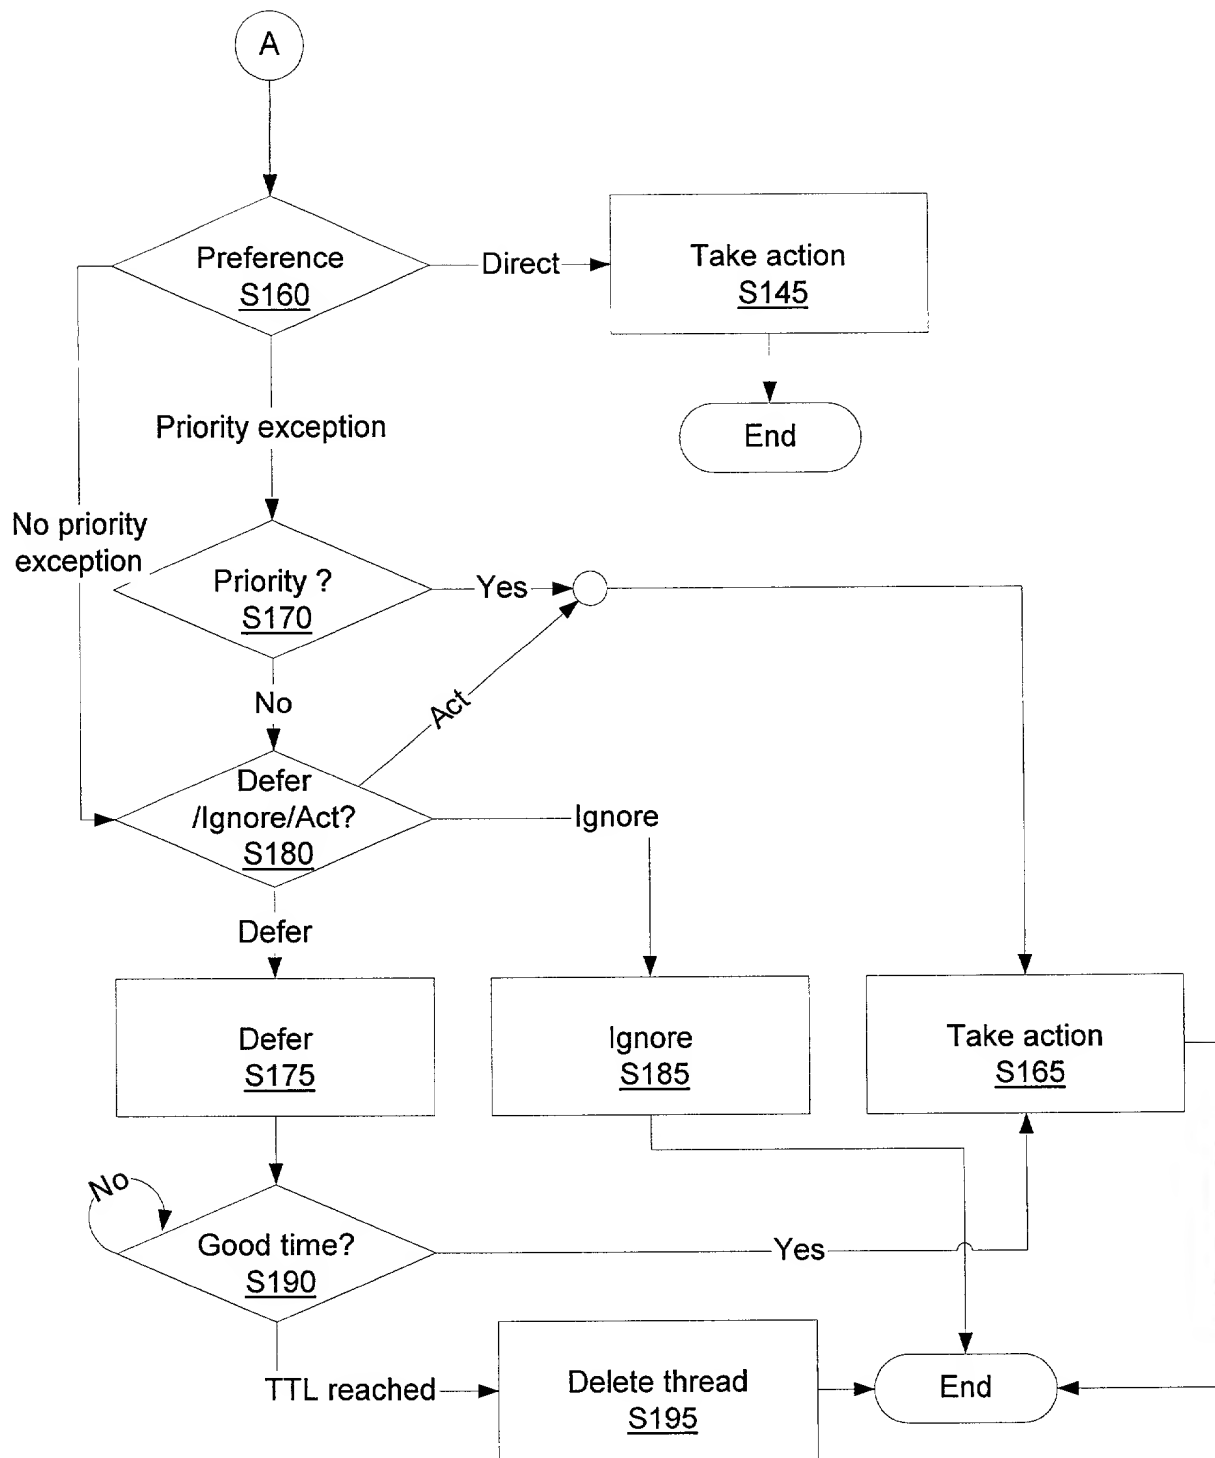 A
Preference
S160
Direct
Take action
S145
End
Priority exception
No priority
exception
Priority ?
S170
Yes
No
Act
Defer
/Ignore/Act?
S180
Ignore
Defer
Defer
S175
Ignore
S185
Take action
S165
No
Good time?
S190
Yes
TTL reached
Delete thread
S195
End